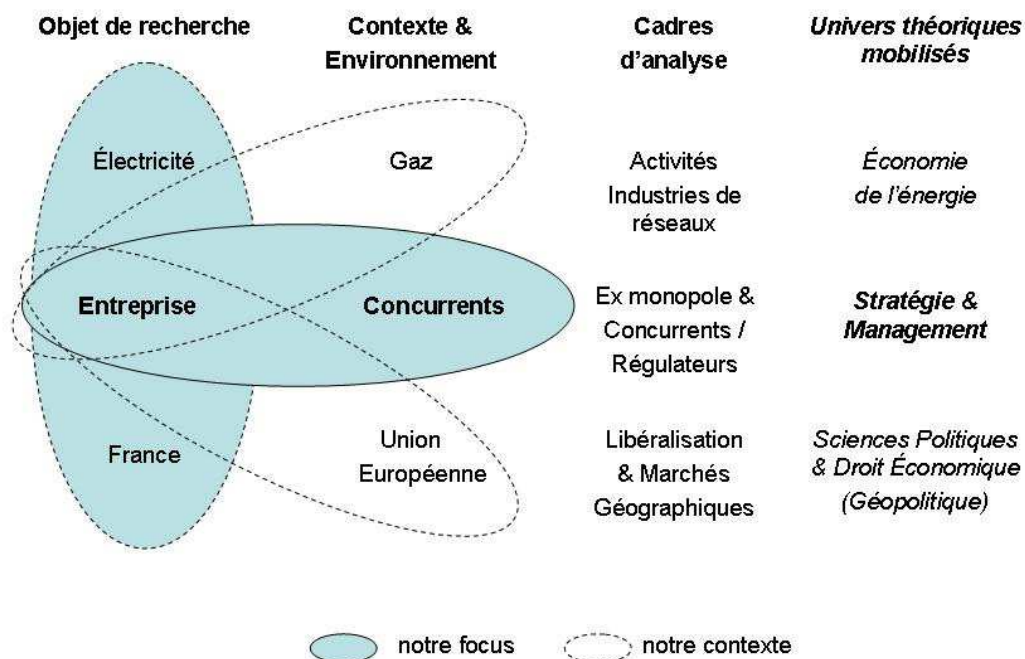 Objet de recherche
Contexte &
Environnement
Cadres
d'analyse
Univers théoriques
mobilisés
Électricité
Gaz
Activités
Industries de
réseaux
Économie
de l'énergie
Entreprise
Concurrents
Ex monopole &
Concurrents /
Régulateurs
Stratégie &
Management
France
Union
Européenne
Libéralisation
& Marchés
Géographiques
Sciences Politiques
& Droit Économique
(Géopolitique)
notre focus
notre contexte